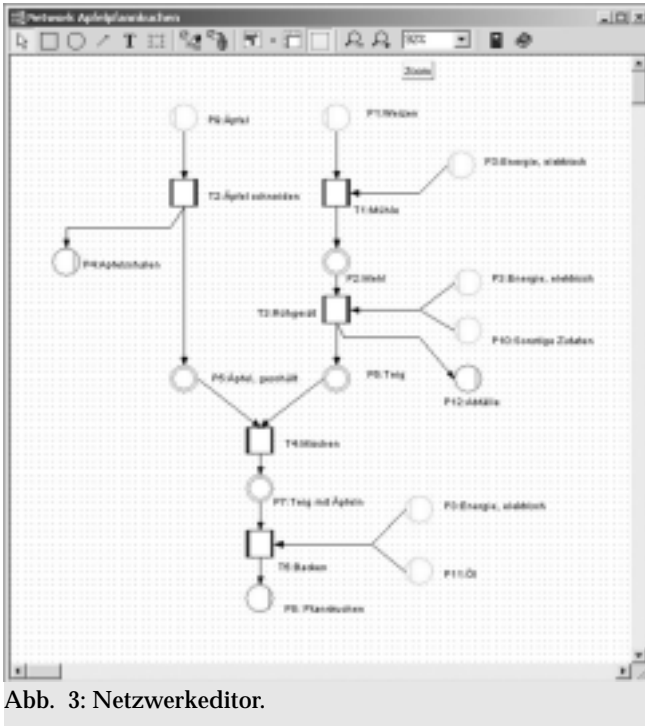 Network Apfelpfannkuchen
92%
Zoom
P6:Äpfel
P1:Weizen
P3:Energie, elektrisch
T2:Äpfel schneiden
T1:Mühle
P4:Apfelschalen
P2:Mehl
P3:Energie, elektrisch
T3:Rührgerät
P10:Sonstige Zutaten
P5:Äpfel, geschält
P8:Teig
P12:Abfälle
T4:Mischen
P7:Teig mit Äpfeln
P3:Energie, elektrisch
T5:Backen
P11:Öl
Pfannkuchen
Abb. 3: Netzwerkeditor.